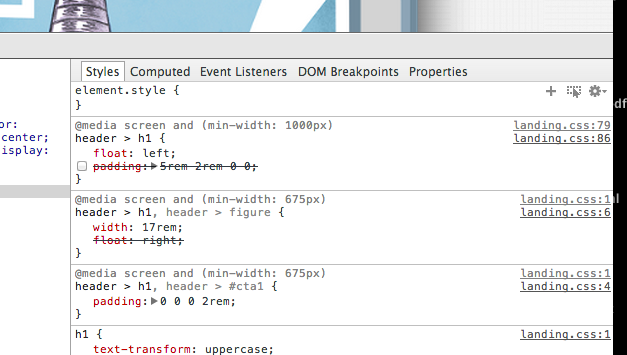 Styles Computed Event Listeners DOM Breakpoints Properties
element.style {
}
@media screen and (min-width: 1000px) landing.css:79
header > h1 { landing.css:86
float: left;
padding: 5rem 2rem 0 0;
}
@media screen and (min-width: 675px) landing.css:1
header > h1, header > figure { landing.css:6
width: 17rem;
float: right;
}
@media screen and (min-width: 675px) landing.css:1
header > h1, header > #cta1 { landing.css:4
padding: 0 0 0 2rem;
}
h1 { landing.css:1
text-transform: uppercase;
or:
center;
isplay:
df
l